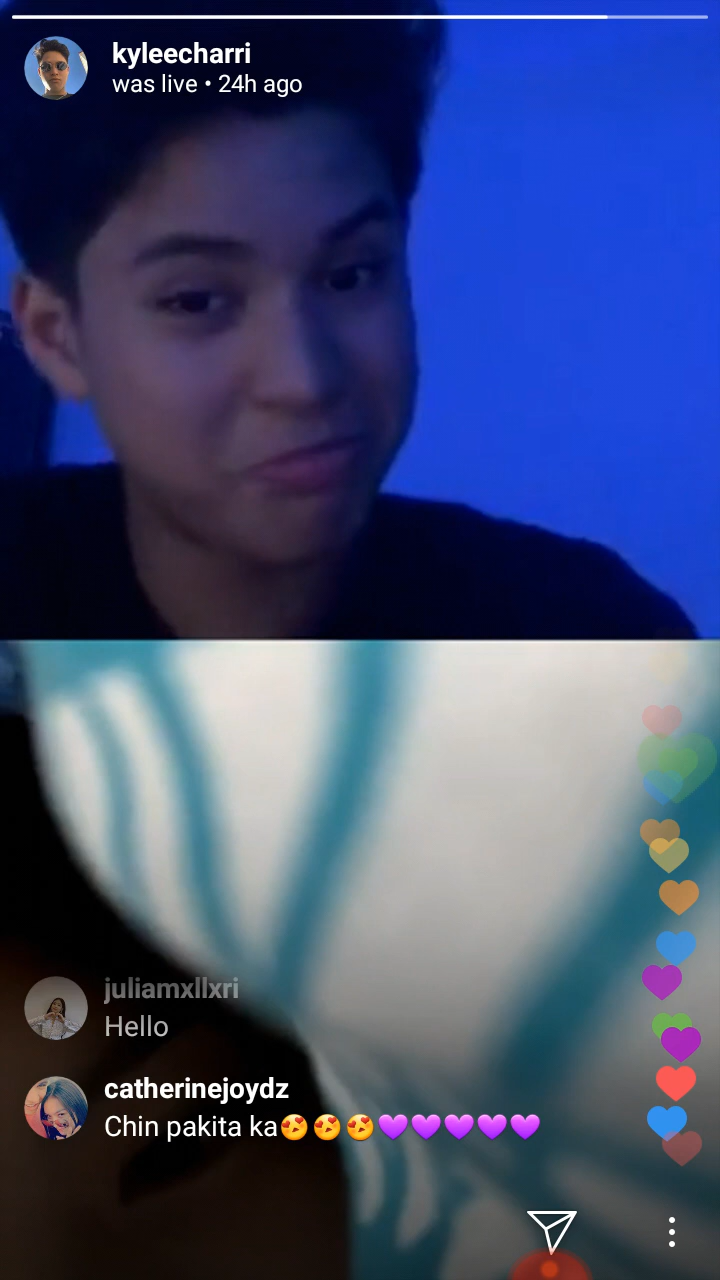 kyleecharri
was live • 24h ago
juliamxllxri
Hello
catherinejoydz
Chin pakita ka😍😍😍💜💜💜💜💜